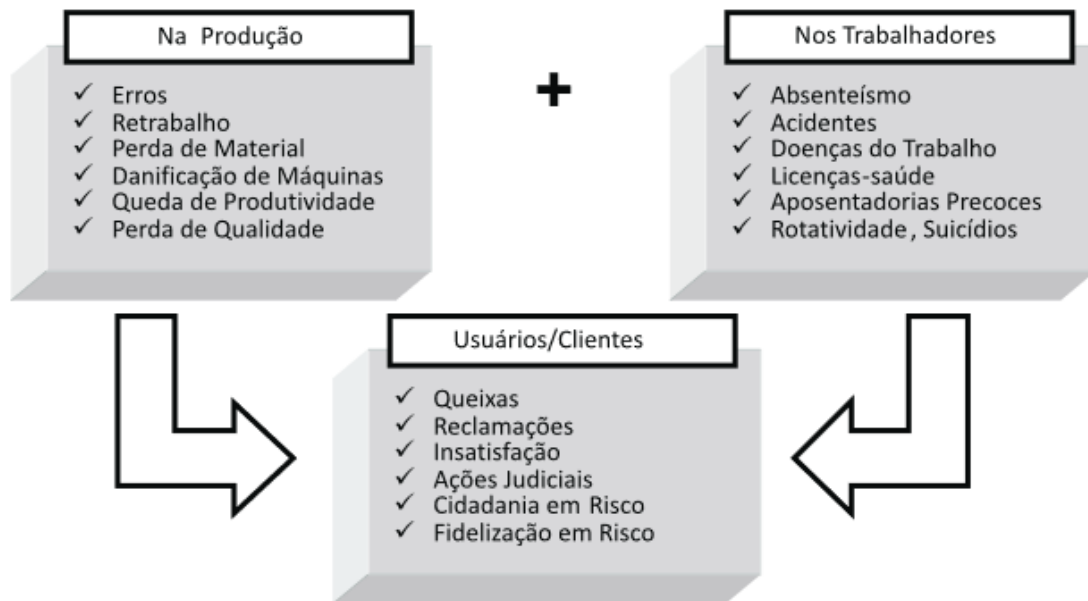 Na Produção
Erros
Retrabalho
Perda de Material
Danificação de Máquinas
Queda de Produtividade
Perda de Qualidade
+
Nos Trabalhadores
Absenteísmo
Acidentes
Doenças do Trabalho
Licenças-saúde
Aposentadorias Precoces
Rotatividade, Suicídios
Usuários/Clientes
Queixas
Reclamações
Insatisfação
Ações Judiciais
Cidadania em Risco
Fidelização em Risco